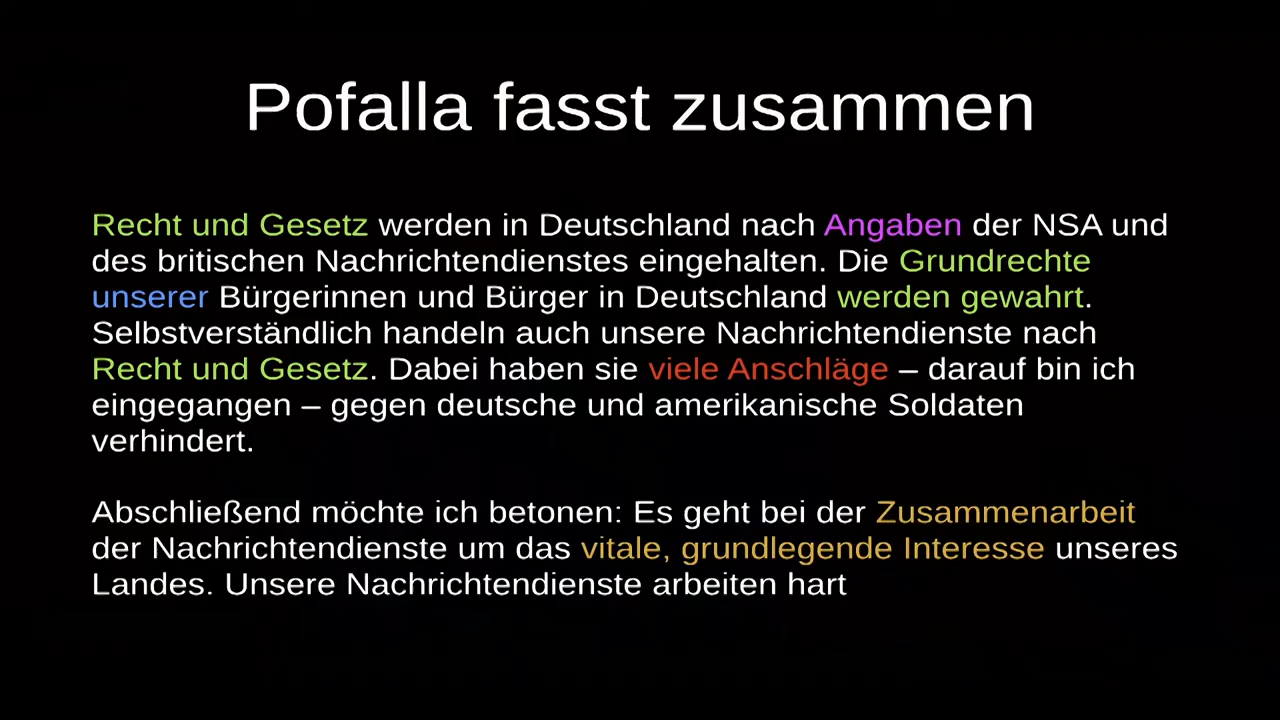 Pofalla fasst zusammen
Recht und Gesetz werden in Deutschland nach Angaben der NSA und
des britischen Nachrichtendienstes eingehalten. Die Grundrechte
unserer Bürgerinnen und Bürger in Deutschland werden gewahrt.
Selbstverständlich handeln auch unsere Nachrichtendienste nach
Recht und Gesetz. Dabei haben sie viele Anschläge – darauf bin ich
eingegangen – gegen deutsche und amerikanische Soldaten
verhindert.
Abschließend möchte ich betonen: Es geht bei der Zusammenarbeit
der Nachrichtendienste um das vitale, grundlegende Interesse unseres
Landes. Unsere Nachrichtendienste arbeiten hart